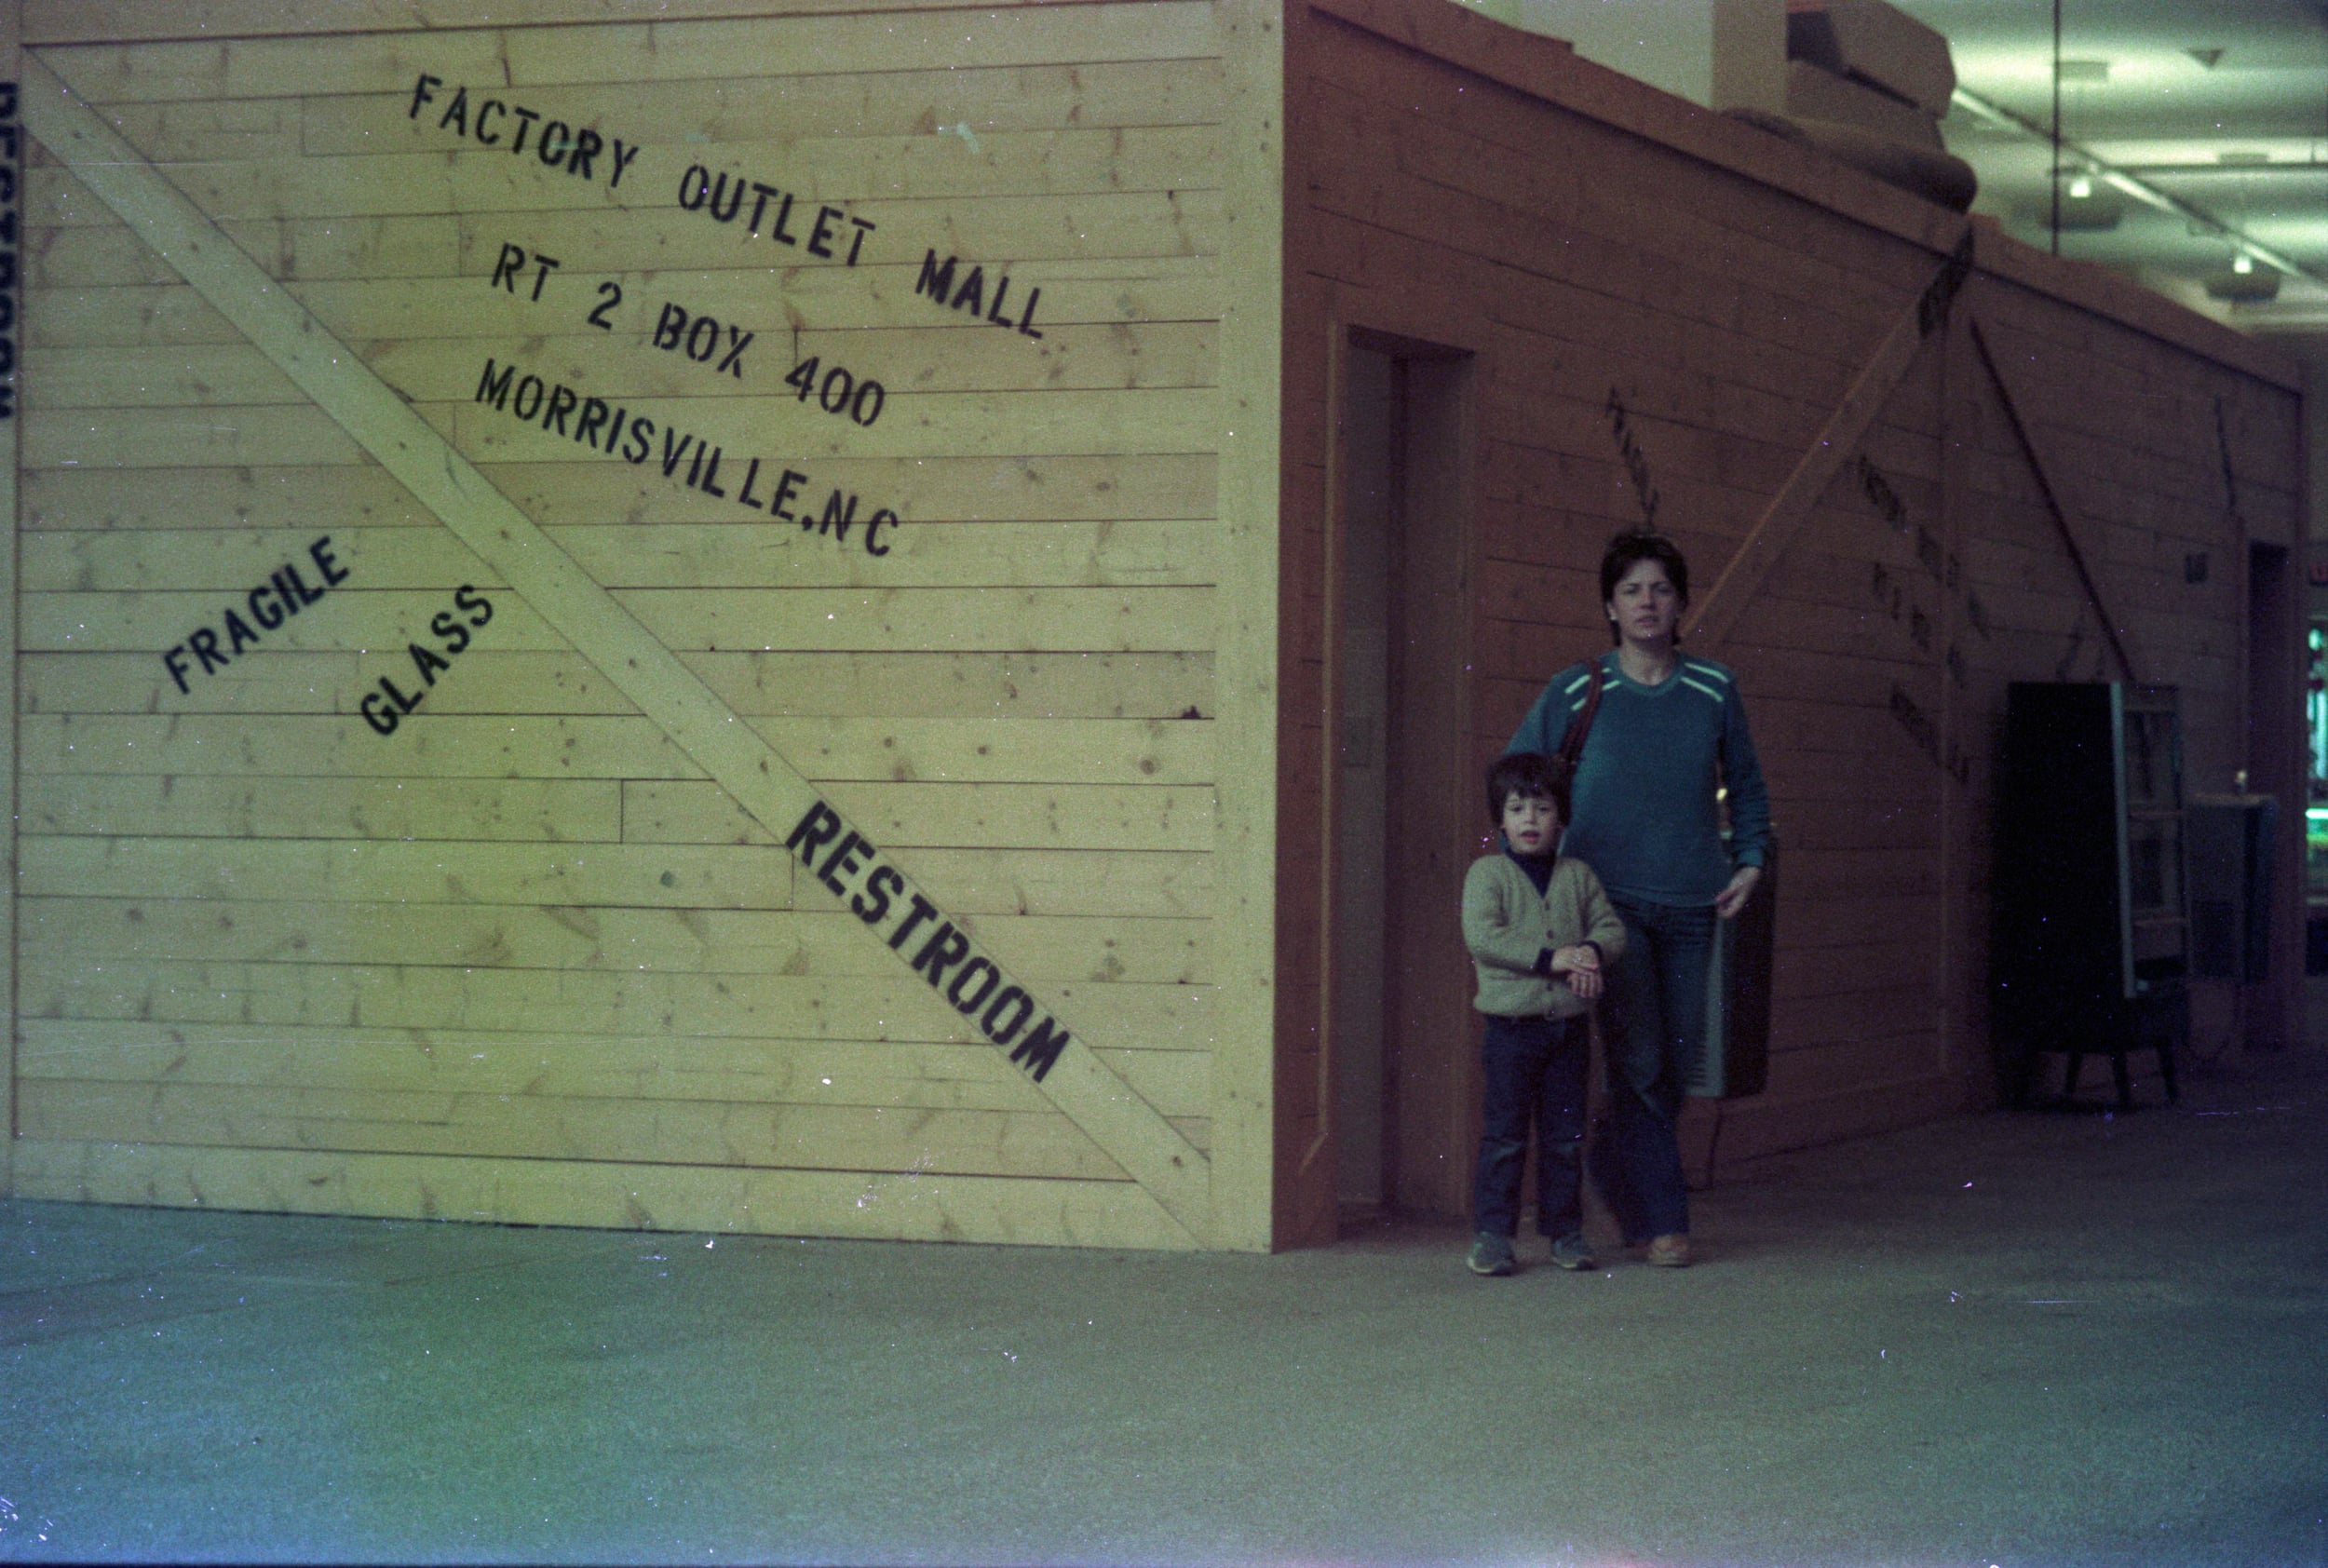 FACTORY OUTLET MALL
RT 2 BOX 400
MORRISVILLE, NC
FRAGILE
GLASS
RESTROOM